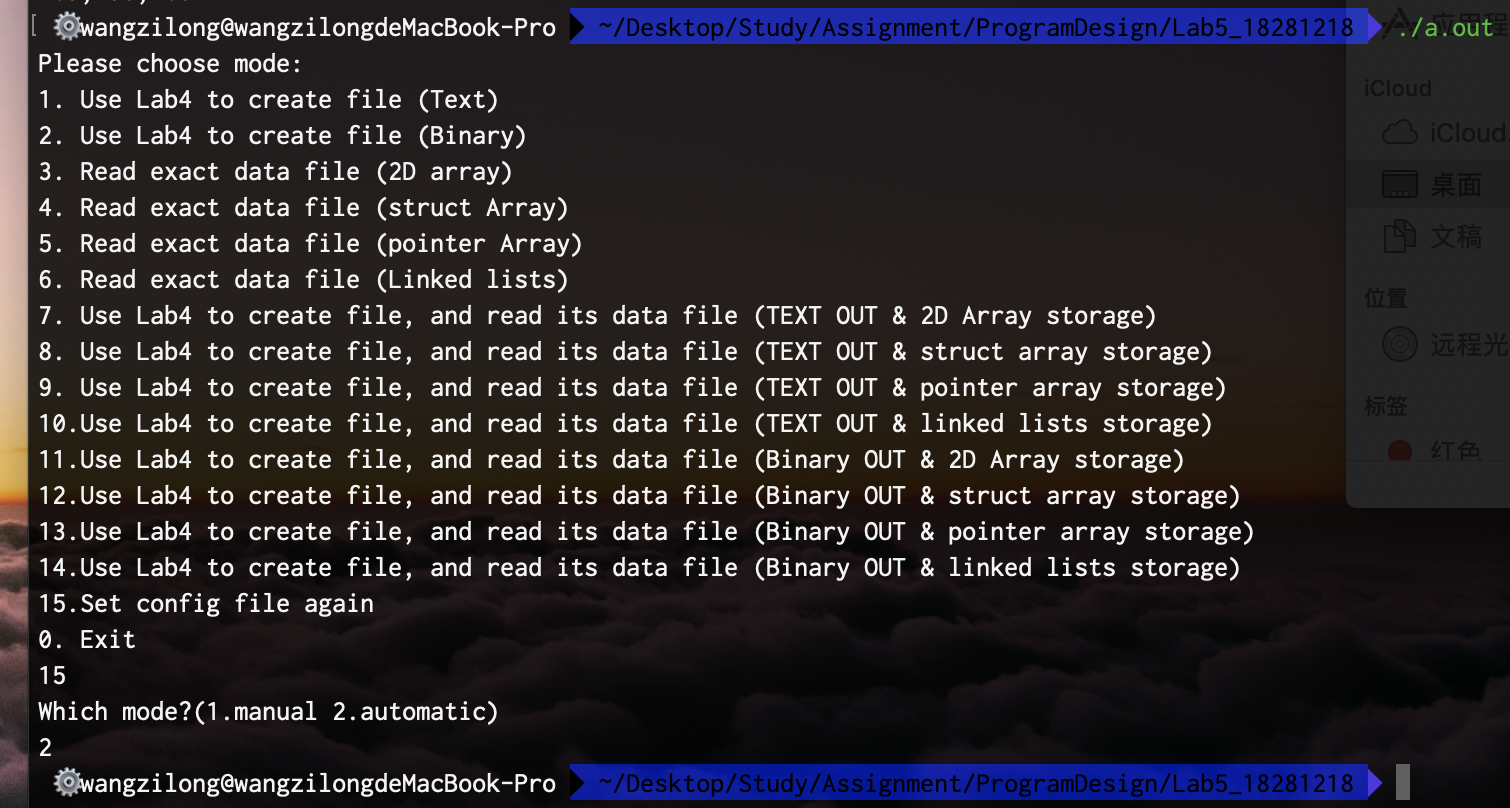 wangzilong@wangzilongdeMacBook-Pro ~/Desktop/Study/Assignment/ProgramDesign/Lab5_18281218 ./a.out
Please choose mode:
1. Use Lab4 to create file (Text)
2. Use Lab4 to create file (Binary)
3. Read exact data file (2D array)
4. Read exact data file (struct Array)
5. Read exact data file (pointer Array)
6. Read exact data file (Linked lists)
7. Use Lab4 to create file, and read its data file (TEXT OUT & 2D Array storage)
8. Use Lab4 to create file, and read its data file (TEXT OUT & struct array storage)
9. Use Lab4 to create file, and read its data file (TEXT OUT & pointer array storage)
10.Use Lab4 to create file, and read its data file (TEXT OUT & linked lists storage)
11.Use Lab4 to create file, and read its data file (Binary OUT & 2D Array storage)
12.Use Lab4 to create file, and read its data file (Binary OUT & struct array storage)
13.Use Lab4 to create file, and read its data file (Binary OUT & pointer array storage)
14.Use Lab4 to create file, and read its data file (Binary OUT & linked lists storage)
15.Set config file again
0. Exit
15
Which mode?(1.manual 2.automatic)
2
wangzilong@wangzilongdeMacBook-Pro ~/Desktop/Study/Assignment/ProgramDesign/Lab5_18281218
应用程
iCloud
iCloud
桌面
文稿
位置
远程光
标签
红色